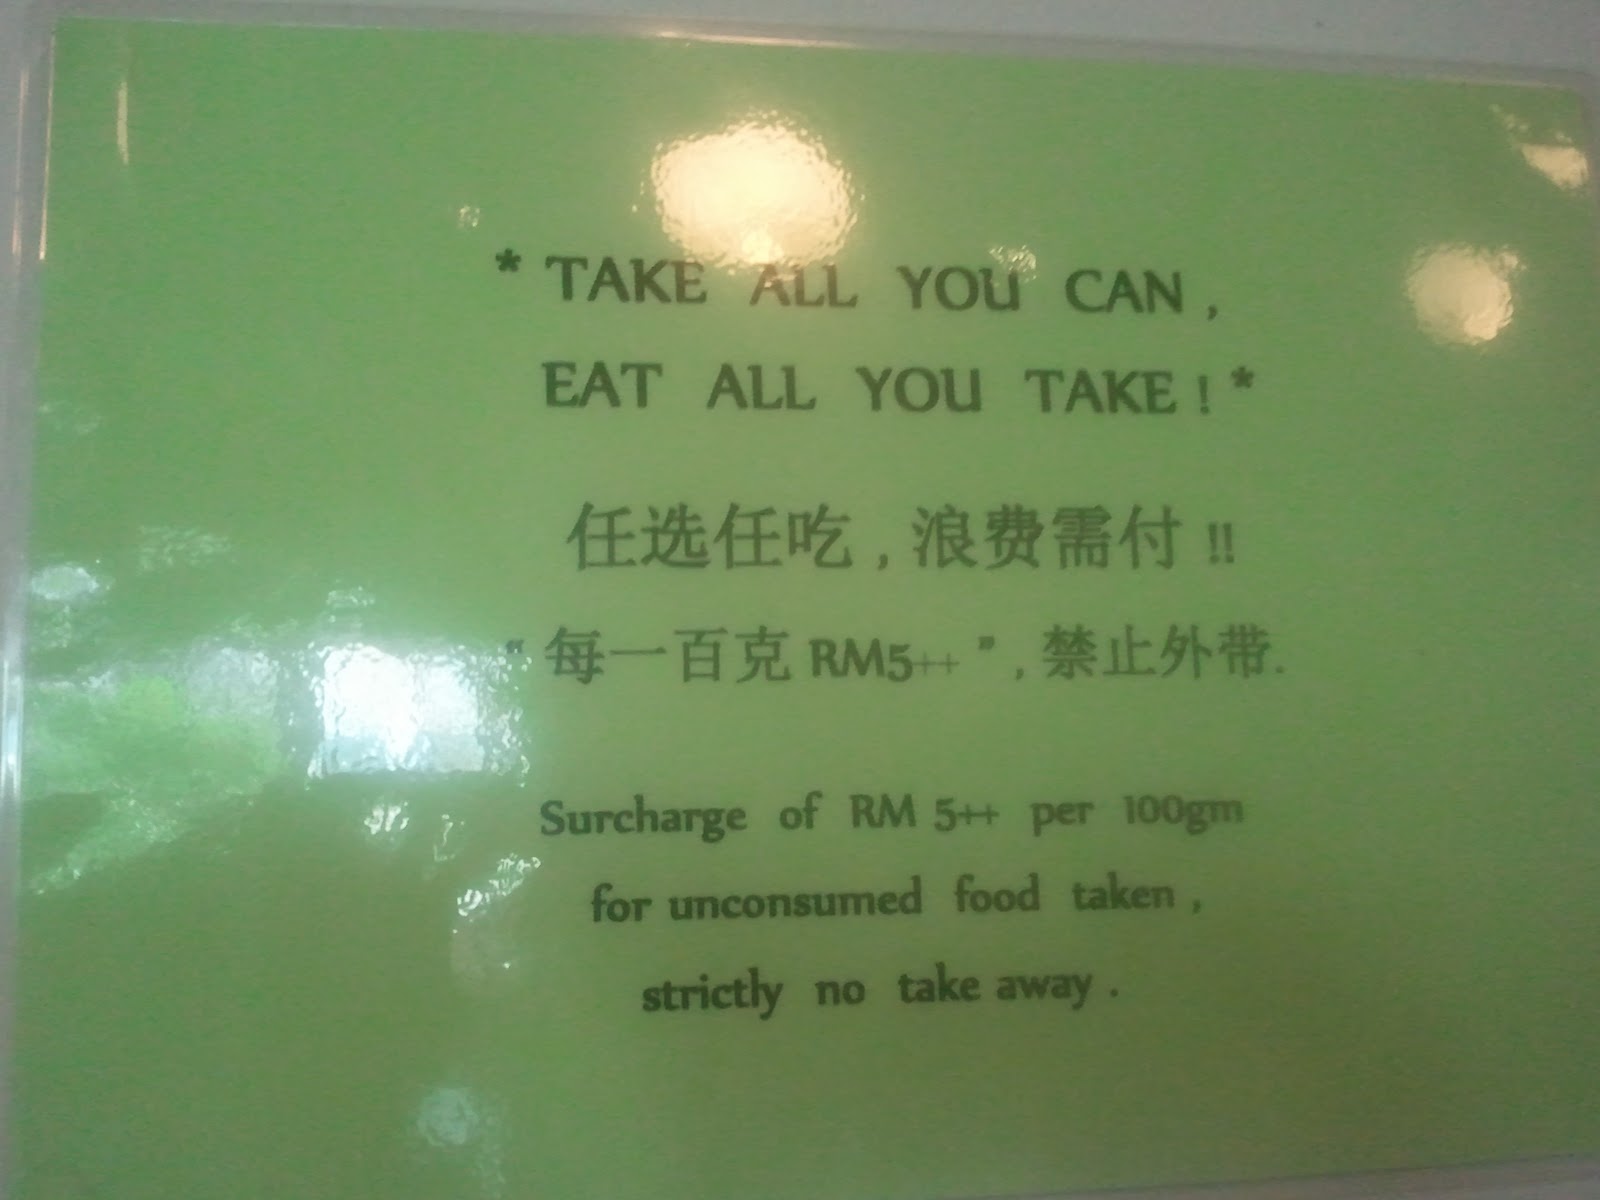 * TAKE ALL YOU CAN ,
EAT ALL YOU TAKE ! *
任选任吃 , 浪费需付 !!
“ 每一百克 RM5++ ” , 禁止外带.
Surcharge of RM 5++ per 100gm
for unconsumed food taken ,
strictly no take away .